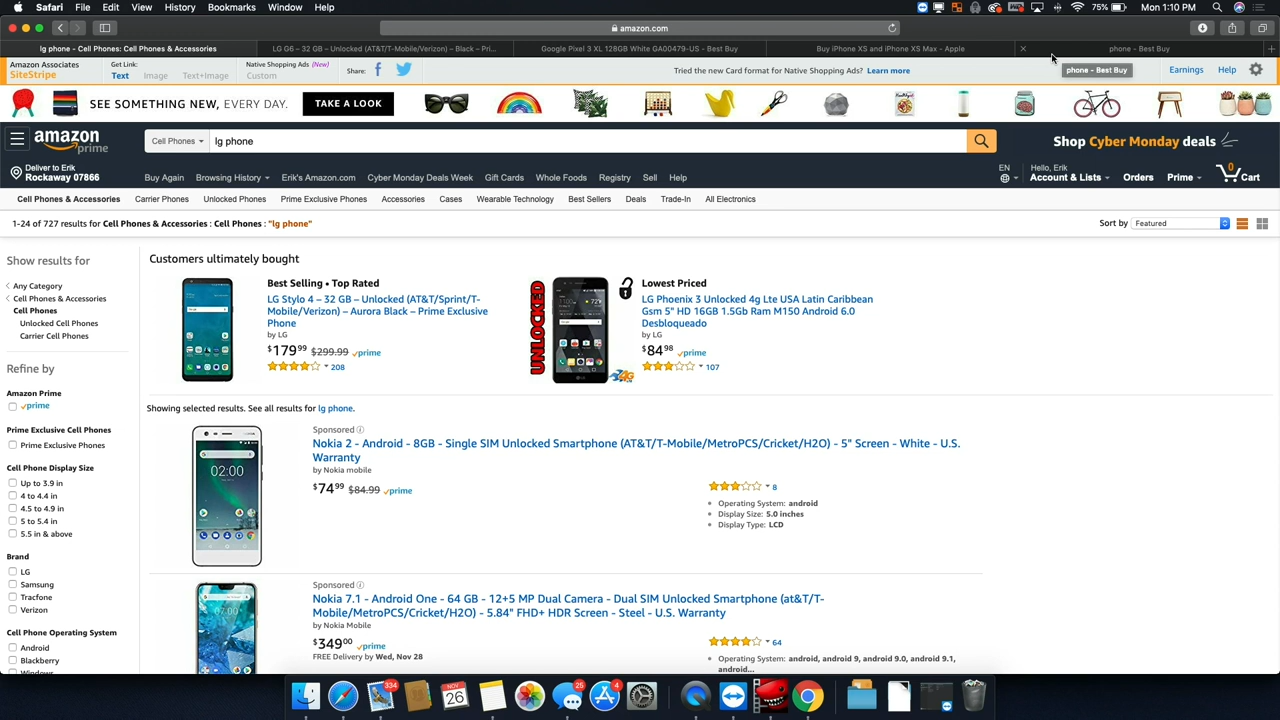 Safari File Edit View History Bookmarks Window Help 75% Mon 1:10 PM
amazon.com
lg phone - Cell Phones: Cell Phones & Accessories
LG G6 – 32 GB – Unlocked (AT&T/T-Mobile/Verizon) – Black – Pri...
Google Pixel 3 XL 128GB White GA00479-US - Best Buy
Buy iPhone XS and iPhone XS Max - Apple
phone - Best Buy
Amazon Associates
SiteStripe
Get Link:
Text Image Text+Image
Native Shopping Ads (New)
Custom
Share:
Tried the new Card format for Native Shopping Ads? Learn more
phone - Best Buy
Earnings Help
SEE SOMETHING NEW, EVERY DAY. TAKE A LOOK
amazon
prime
Cell Phones lg phone
Shop Cyber Monday deals
Deliver to Erik
Rockaway 07866
Buy Again Browsing History Erik's Amazon.com Cyber Monday Deals Week Gift Cards Whole Foods Registry Sell Help
EN
Hello, Erik
Account & Lists Orders Prime 0 Cart
Cell Phones & Accessories Carrier Phones Unlocked Phones Prime Exclusive Phones Accessories Cases Wearable Technology Best Sellers Deals Trade-In All Electronics
1-24 of 727 results for Cell Phones & Accessories : Cell Phones : "lg phone"
Sort by Featured
Show results for
Any Category
Cell Phones & Accessories
Cell Phones
Unlocked Cell Phones
Carrier Cell Phones
Refine by
Amazon Prime
prime
Prime Exclusive Cell Phones
Prime Exclusive Phones
Cell Phone Display Size
Up to 3.9 in
4 to 4.4 in
4.5 to 4.9 in
5 to 5.4 in
5.5 in & above
Brand
LG
Samsung
Tracfone
Verizon
Cell Phone Operating System
Android
Blackberry
Windows
Customers ultimately bought
Best Selling • Top Rated
LG Stylo 4 – 32 GB – Unlocked (AT&T/Sprint/T-
Mobile/Verizon) – Aurora Black – Prime Exclusive
Phone
by LG
$179 99 $299.99 prime
208
UNLOCKED
4G
Lowest Priced
LG Phoenix 3 Unlocked 4g Lte USA Latin Caribbean
Gsm 5" HD 16GB 1.5Gb Ram M150 Android 6.0
Desbloqueado
by LG
$84 98 prime
107
Showing selected results. See all results for lg phone.
02:00
Sponsored
Nokia 2 - Android - 8GB - Single SIM Unlocked Smartphone (AT&T/T-Mobile/MetroPCS/Cricket/H2O) - 5" Screen - White - U.S.
Warranty
by Nokia mobile
$74 99 $84.99 prime
8
Operating System: android
Display Size: 5.0 inches
Display Type: LCD
Sponsored
Nokia 7.1 - Android One - 64 GB - 12+5 MP Dual Camera - Dual SIM Unlocked Smartphone (at&T/T-
Mobile/MetroPCS/Cricket/H2O) - 5.84" FHD+ HDR Screen - Steel - U.S. Warranty
by Nokia Mobile
$349 00 prime
FREE Delivery by Wed, Nov 28
64
Operating System: android, android 9, android 9.0, android 9.1,
android...
334
NOV
26
25
4